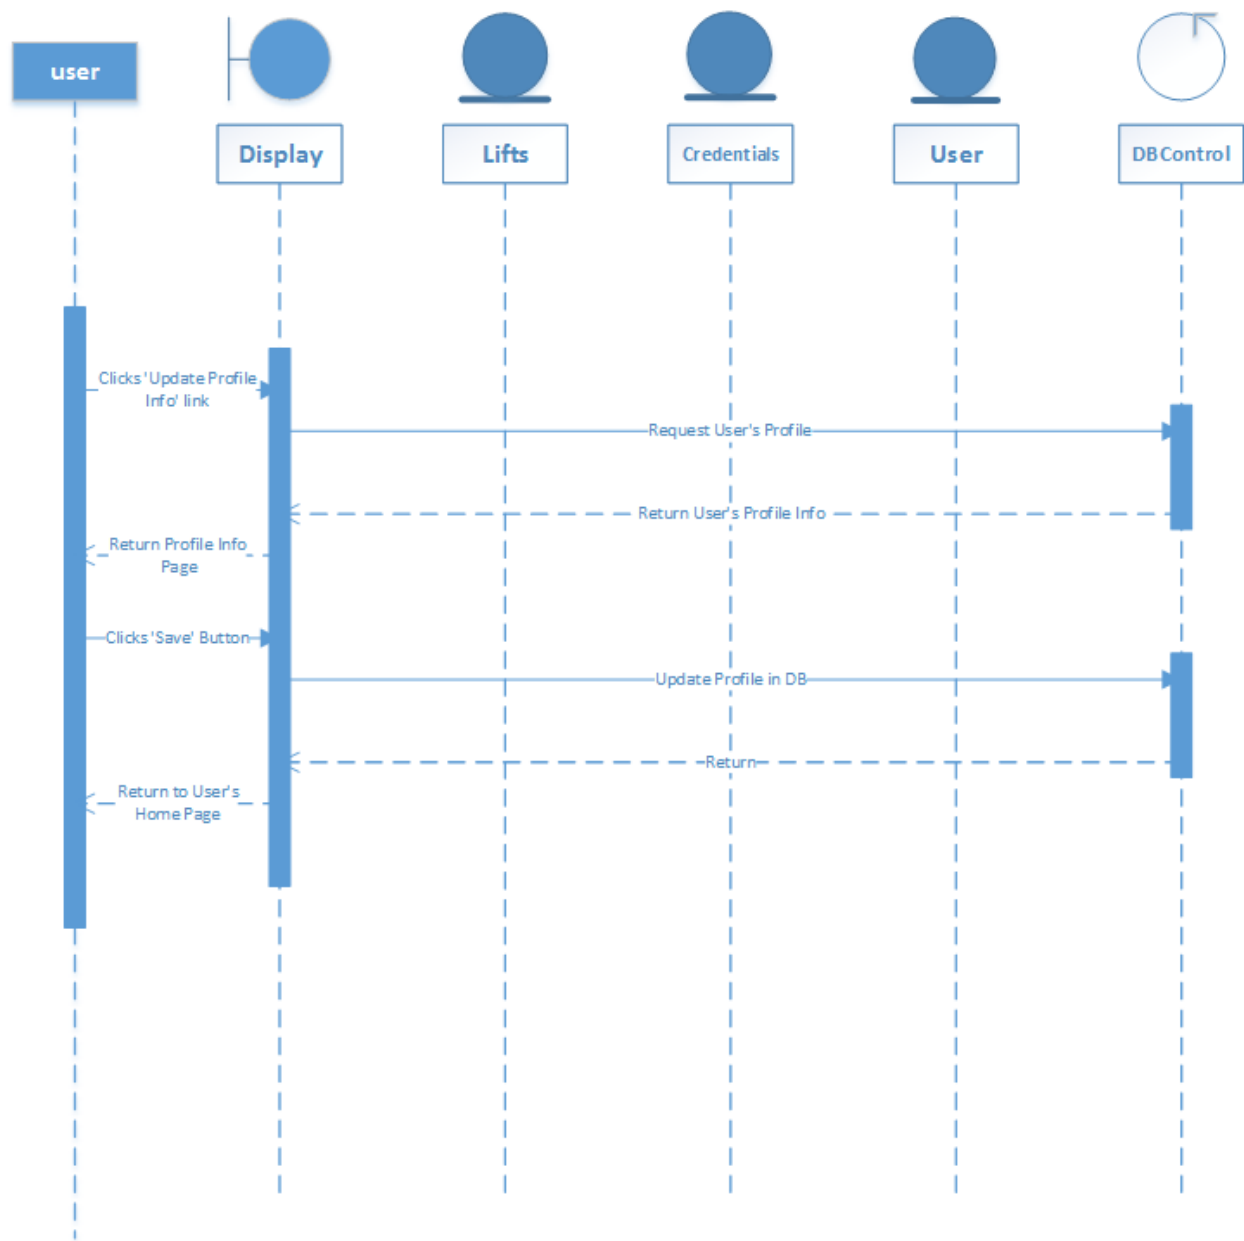 user
Display
Lifts
Credentials
User
DBControl
Clicks 'Update Profile
Info' link
Request User's Profile
Return User's Profile Info
Return Profile Info
Page
Clicks 'Save' Button
Update Profile in DB
Return
Return to User's
Home Page